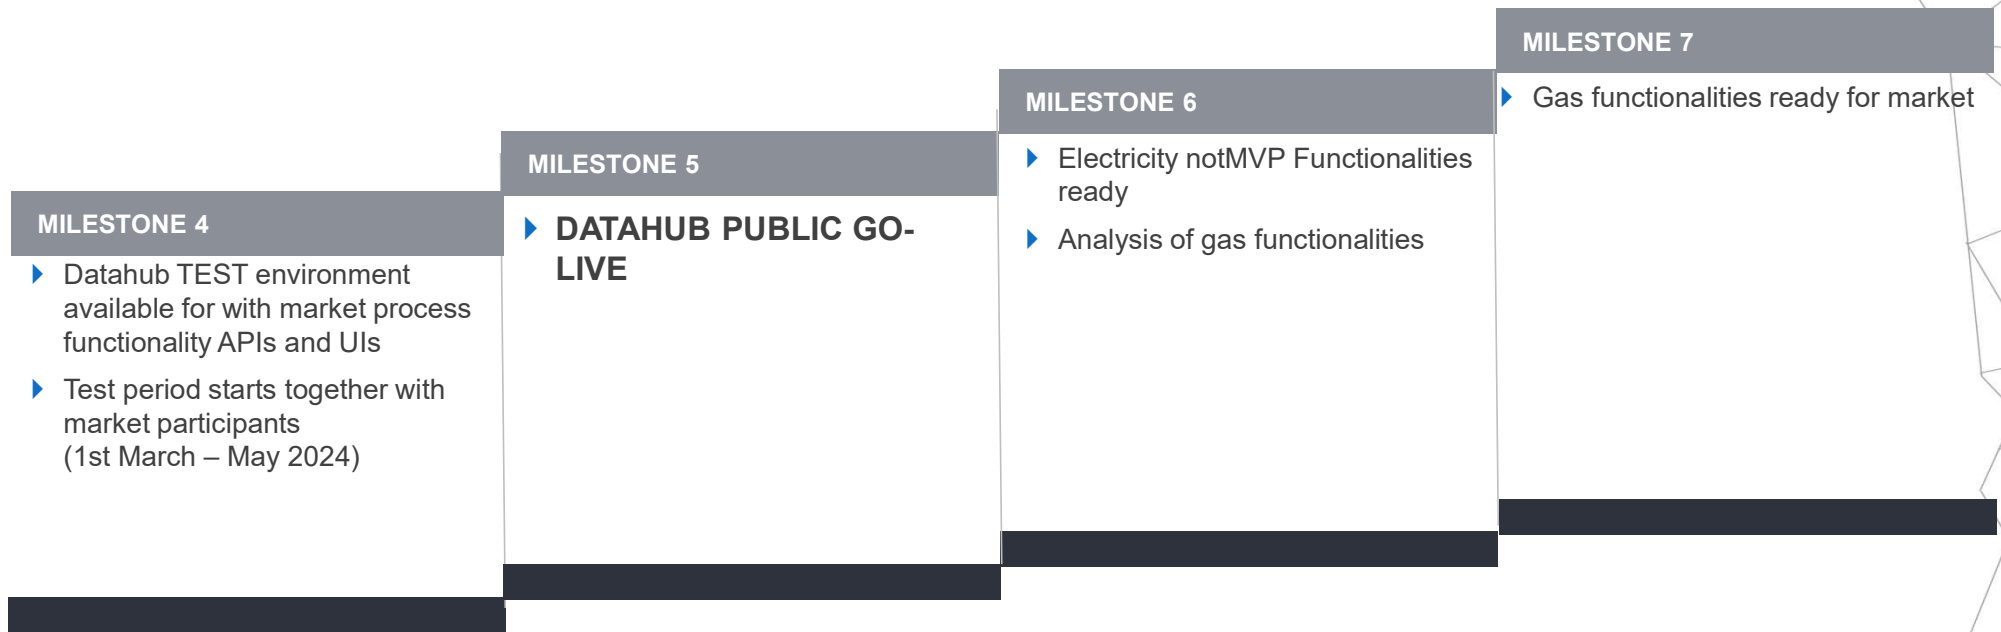 MILESTONE 4
Datahub TEST environment
available for with market process
functionality APIs and UIs
Test period starts together with
market participants
(1st March – May 2024)
MILESTONE 5
DATAHUB PUBLIC GO-
LIVE
MILESTONE 6
Electricity notMVP Functionalities
ready
Analysis of gas functionalities
MILESTONE 7
Gas functionalities ready for market